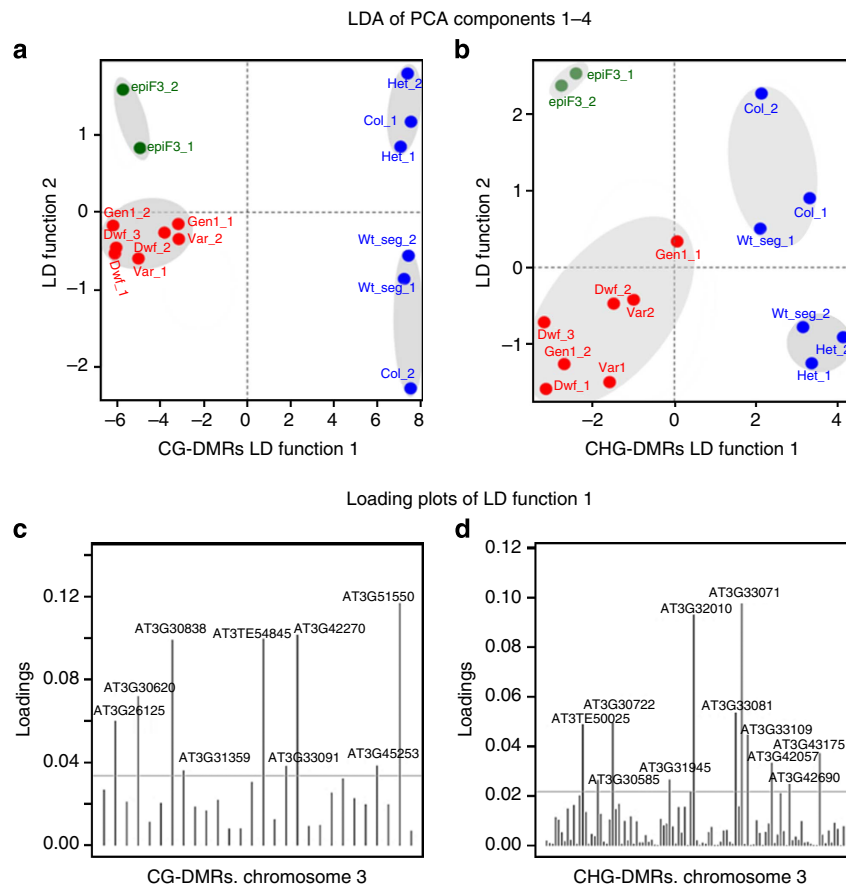 LDA of PCA components 1–4
a
epiF3_2
epiF3_1
Het_2
Col_1
Het_1
Gen1_2
Gen1_1
Dwf_3
Dwf_2
Var_2
Dwf_1
Var_1
Wt_seg_2
Wt_seg_1
Col_2
1
0
−1
−2
LD function 2
−6 −4 −2 0 2 4 6 8
CG-DMRs LD function 1
b
epiF3_1
epiF3_2
Col_2
Col_1
Wt_seg_1
Gen1_1
Dwf_2
Var2
Dwf_3
Gen1_2
Var1
Dwf_1
Wt_seg_2
Het_2
Het_1
2
1
0
−1
LD function 2
−2 0 2 4
CHG-DMRs LD function 1
Loading plots of LD function 1
c
AT3G51550
AT3G30838
AT3TE54845
AT3G42270
AT3G30620
AT3G26125
AT3G31359
AT3G33091
AT3G45253
0.12
0.08
0.04
0.00
Loadings
CG-DMRs. chromosome 3
d
AT3G33071
AT3G32010
AT3G30722
AT3G33081
AT3TE50025
AT3G33109
AT3G43175
AT3G42057
AT3G31945
AT3G30585
AT3G42690
0.12
0.10
0.08
0.06
0.04
0.02
0.00
Loadings
CHG-DMRs. chromosome 3